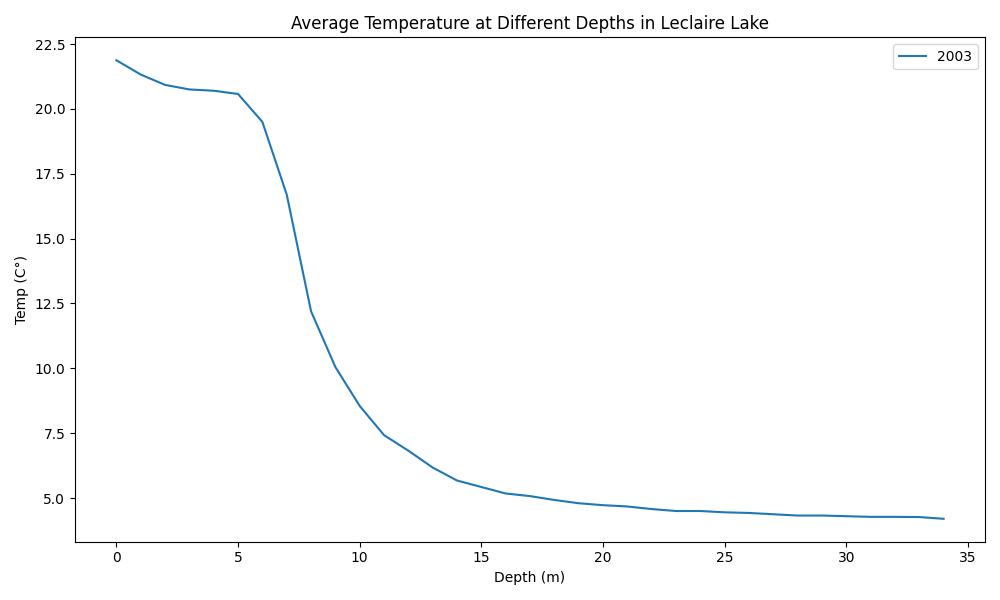 Average Temperature at Different Depths in Leclaire Lake
2003
22.5
20.0
17.5
15.0
12.5
10.0
7.5
5.0
Temp (C°)
0 5 10 15 20 25 30 35
Depth (m)